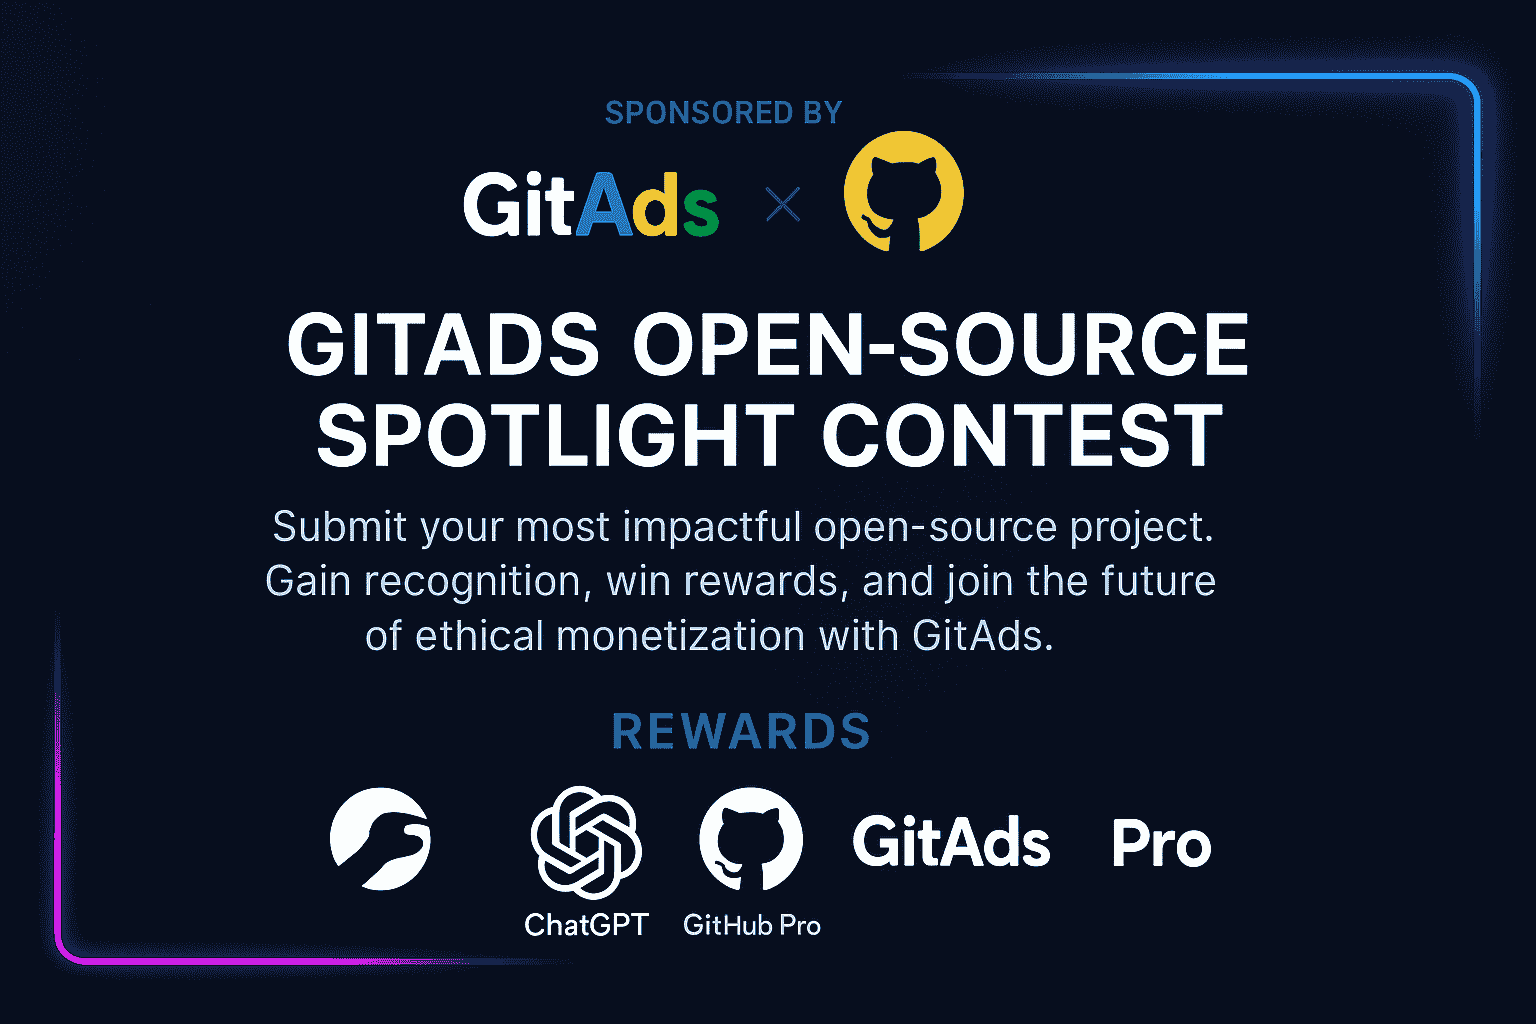 SPONSORED BY
GitAds
GITADS OPEN-SOURCE
SPOTLIGHT CONTEST
Submit your most impactful open-source project.
Gain recognition, win rewards, and join the future
of ethical monetization with GitAds.
REWARDS
GitAds Pro
ChatGPT GitHub Pro